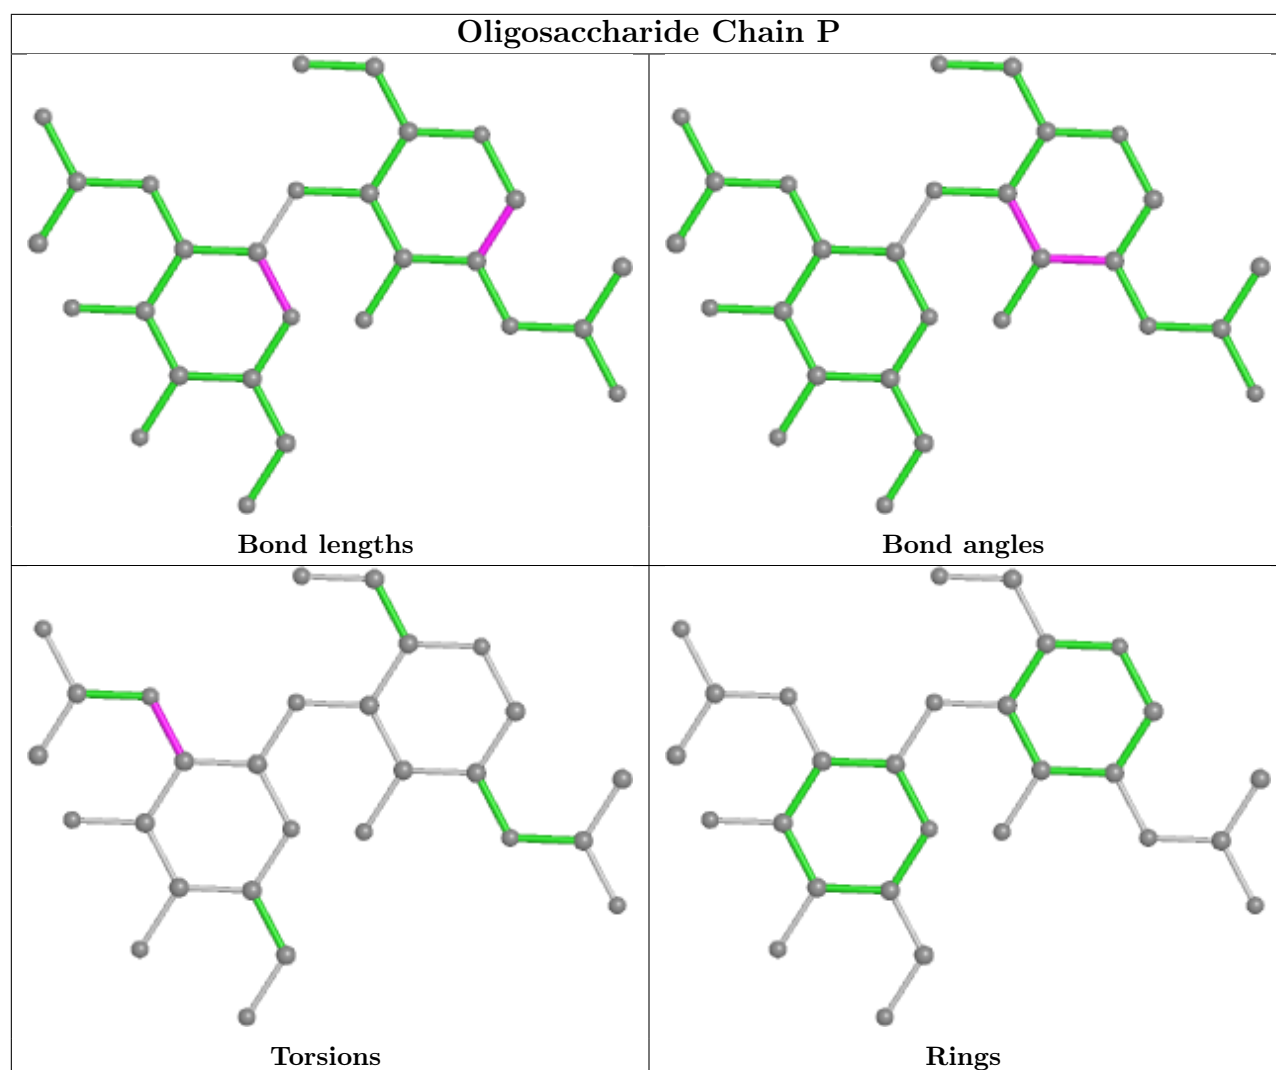 Oligosaccharide Chain P
Bond lengths
Bond angles
Torsions
Rings